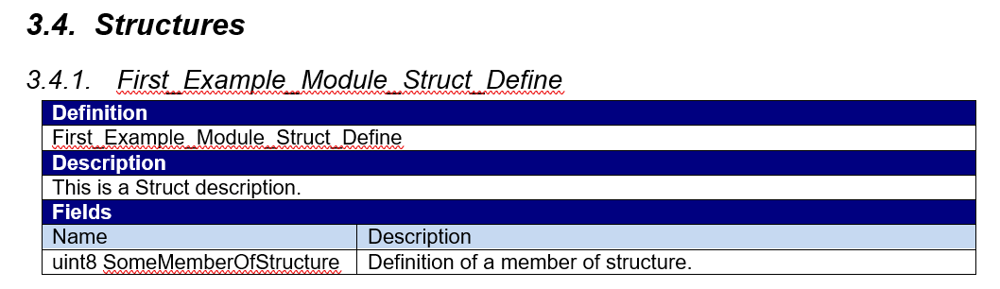 3.4. Structures
3.4.1. First_Example_Module_Struct_Define
Definition
First_Example_Module_Struct_Define
Description
This is a Struct description.
Fields
Name Description
uint8 SomeMemberOfStructure Definition of a member of structure.